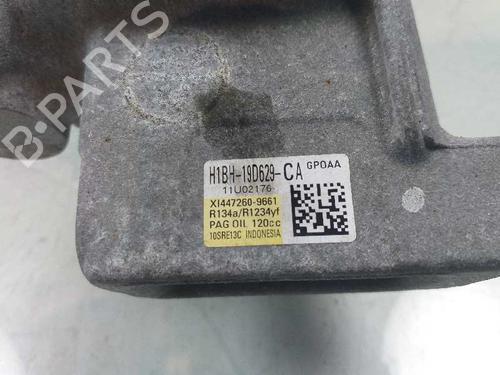 B-PARTS
H1BH-19D629-CA GPOAA
11U02176
XI447260-9661
R134a/R1234yf
PAG OIL 120cc
10SRE13C INDONESIA